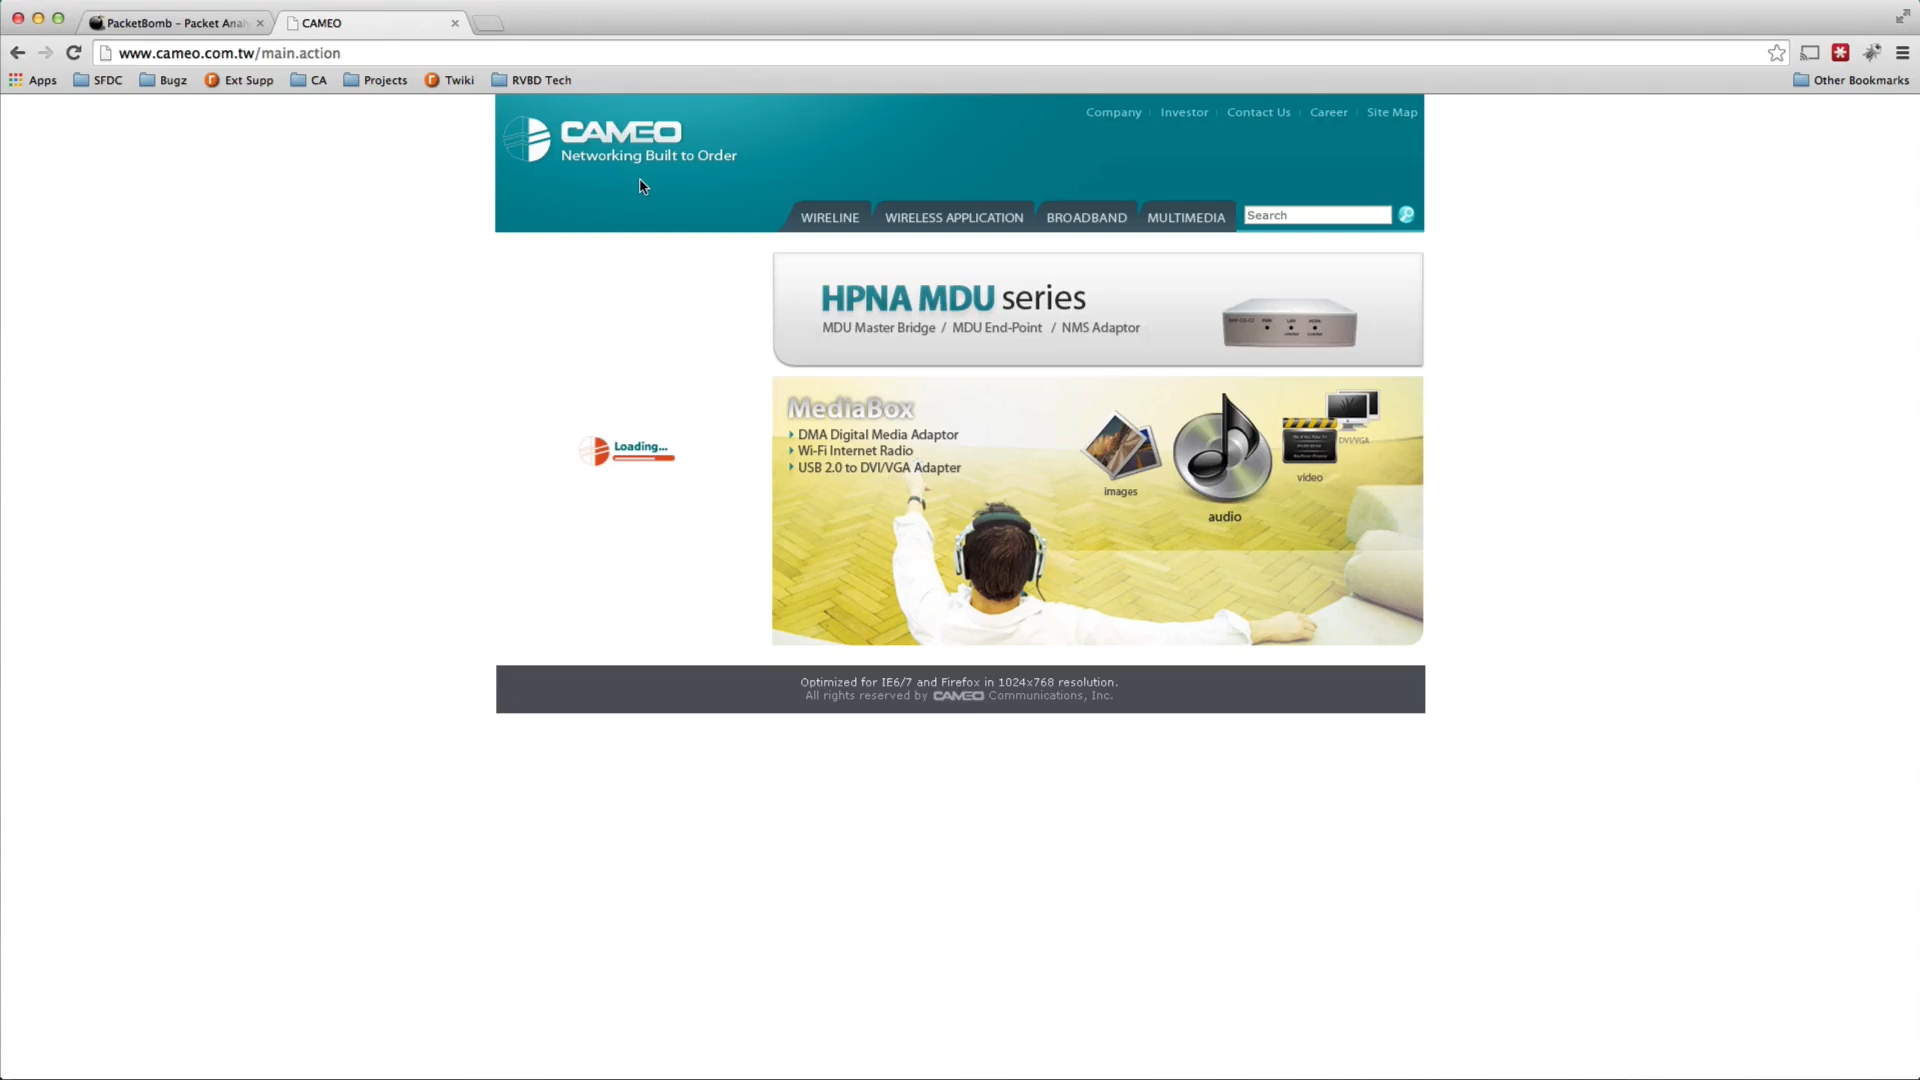 PacketBomb – Packet Anal
CAMEO
www.cameo.com.tw/main.action
Apps SFDC Bugz Ext Supp CA Projects Twiki RVBD Tech Other Bookmarks
Company Investor Contact Us Career Site Map
CAMEO
Networking Built to Order
WIRELINE WIRELESS APPLICATION BROADBAND MULTIMEDIA Search
HPNA MDU series
MDU Master Bridge / MDU End-Point / NMS Adaptor
PWR LAN HPNA
MediaBox
DMA Digital Media Adaptor
Wi-Fi Internet Radio
USB 2.0 to DVI/VGA Adapter
DVI/VGA
images
audio
video
Loading...
Optimized for IE6/7 and Firefox in 1024x768 resolution.
All rights reserved by CAMEO Communications, Inc.